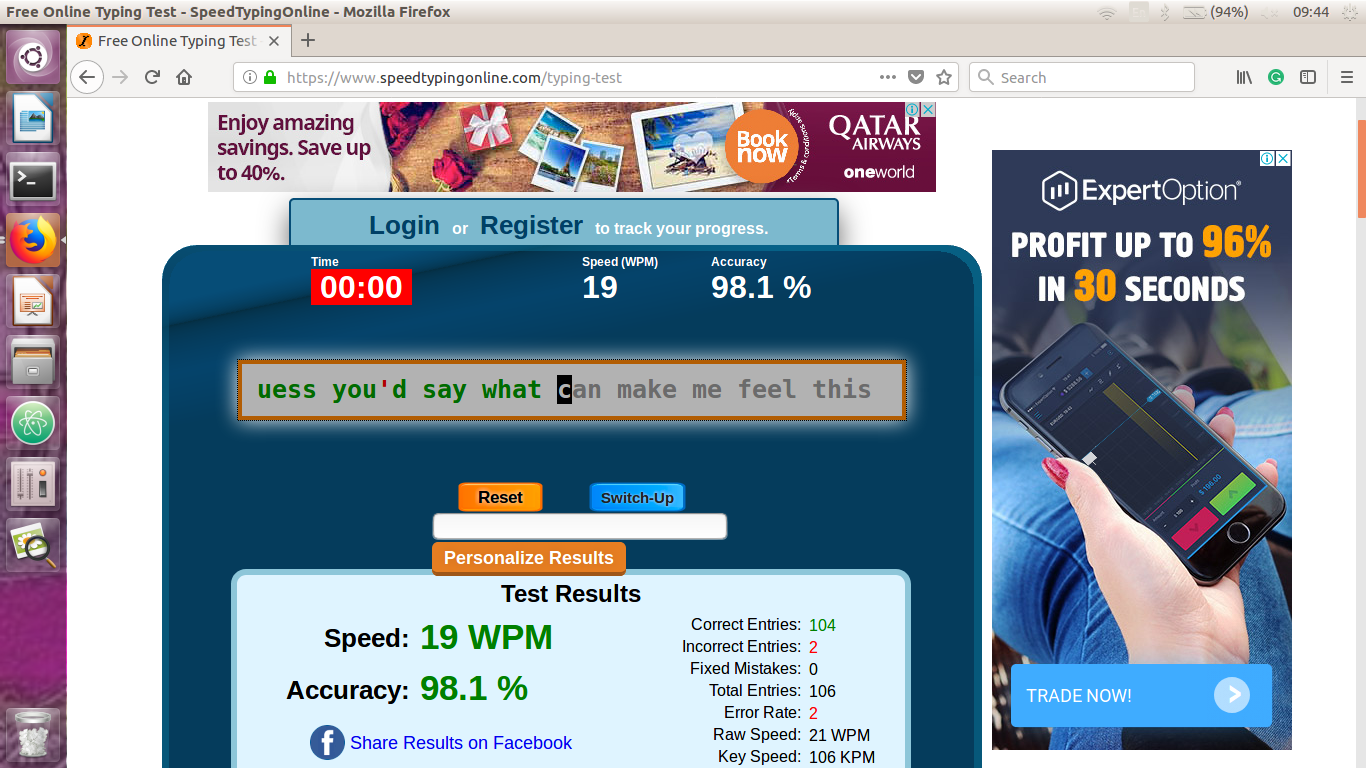 Free Online Typing Test - SpeedTypingOnline - Mozilla Firefox
(94%)
09:44
Free Online Typing Test
https://www.speedtypingonline.com/typing-test
Search
Enjoy amazing
savings. Save up
to 40%.
Book
now
*Terms & conditions apply
QATAR
AIRWAYS
oneworld
Login or Register to track your progress.
Time
00:00
Speed (WPM)
19
Accuracy
98.1 %
uess you'd say what can make me feel this
Reset
Switch-Up
Personalize Results
Test Results
Speed: 19 WPM
Accuracy: 98.1 %
Share Results on Facebook
Correct Entries: 104
Incorrect Entries: 2
Fixed Mistakes: 0
Total Entries: 106
Error Rate: 2
Raw Speed: 21 WPM
Key Speed: 106 KPM
ExpertOption
PROFIT UP TO 96%
IN 30 SECONDS
TRADE NOW!